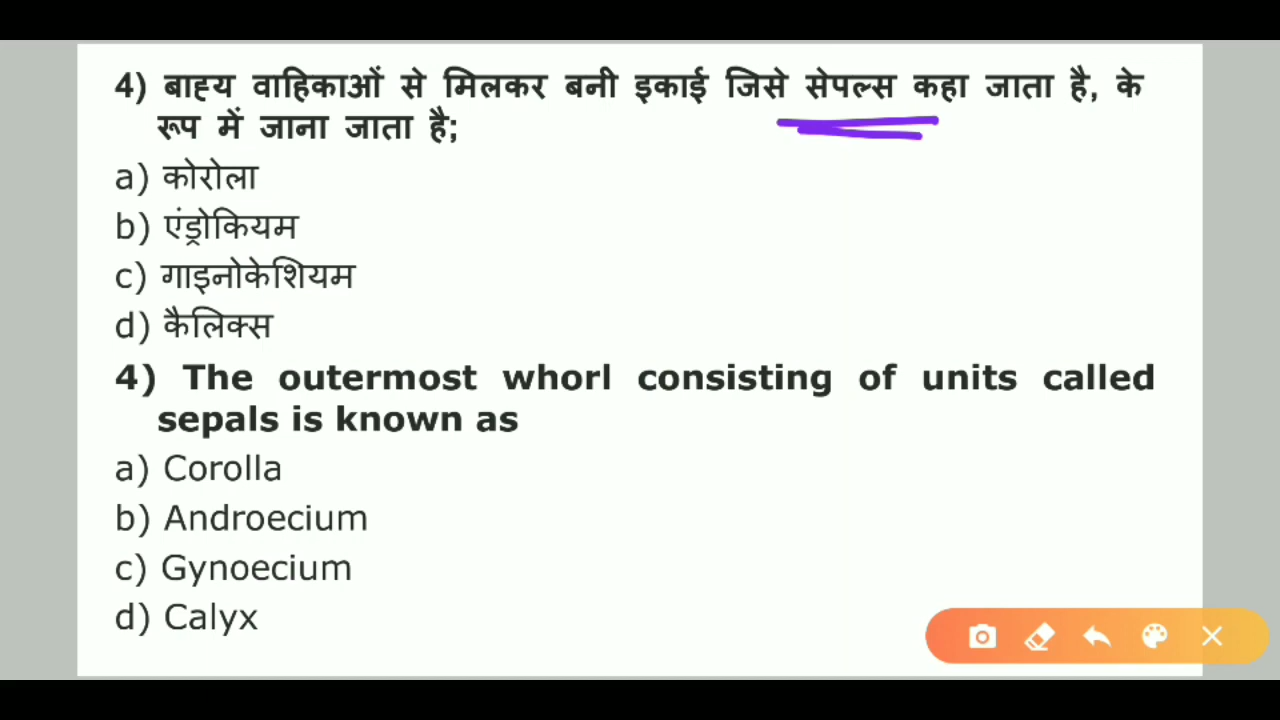 4) बाह्य वाहिकाओं से मिलकर बनी इकाई जिसे सेपल्स कहा जाता है, के
रूप में जाना जाता है;
a) कोरोला
b) एंड्रोकियम
c) गाइनोकेशियम
d) कैलिक्स
4) The outermost whorl consisting of units called
sepals is known as
a) Corolla
b) Androecium
c) Gynoecium
d) Calyx